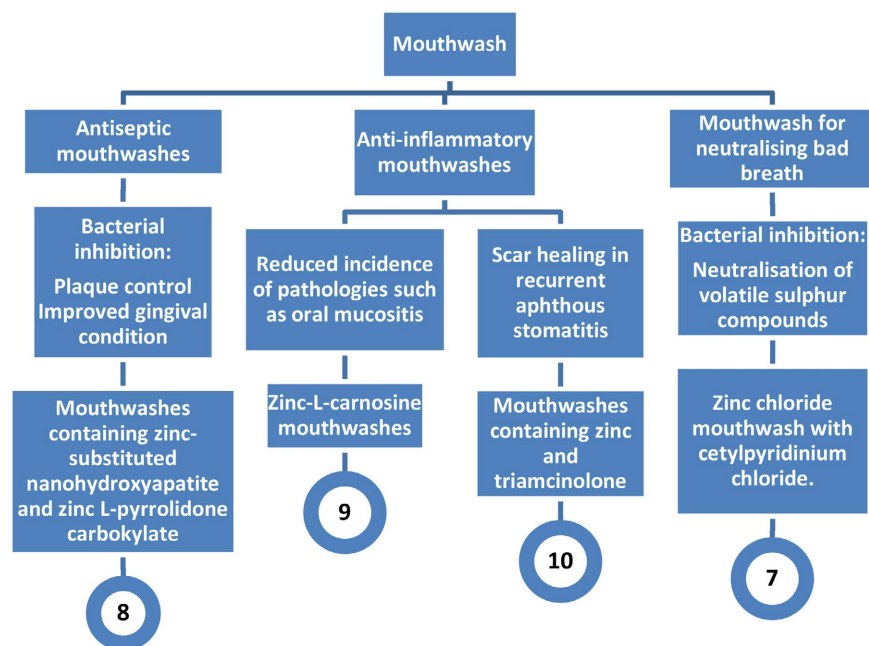 Mouthwash
Antiseptic
mouthwashes
Anti-inflammatory
mouthwashes
Mouthwash for
neutralising bad
breath
Bacterial
inhibition:
Plaque control
Improved gingival
condition
Reduced incidence
of pathologies such
as oral mucositis
Scar healing in
recurrent
aphthous
stomatitis
Bacterial inhibition:
Neutralisation of
volatile sulphur
compounds
Mouthwashes
containing zinc-
substituted
nanohydroxyapatite
and zinc L-pyrrolidone
carbokylate
Zinc-L-carnosine
mouthwashes
Mouthwashes
containing zinc
and
triamcinolone
Zinc chloride
mouthwash with
cetylpyridinium
chloride.
8
9
10
7